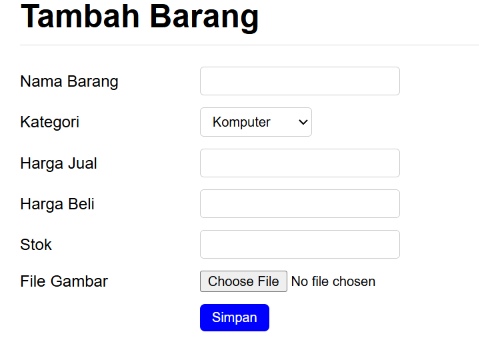 Tambah Barang
Nama Barang
Kategori Komputer
Harga Jual
Harga Beli
Stok
File Gambar Choose File No file chosen
Simpan